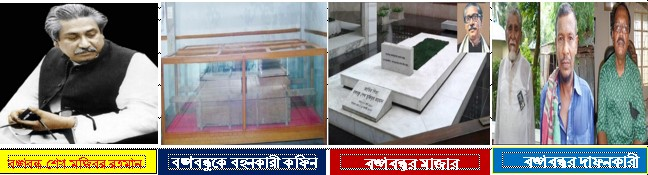 বঙ্গবন্ধু শেখ মুজিবুর রহমান
বঙ্গবন্ধুকে বহনকারী কফিন
বঙ্গবন্ধুর মাজার
বঙ্গবন্ধুর দাফনকারী